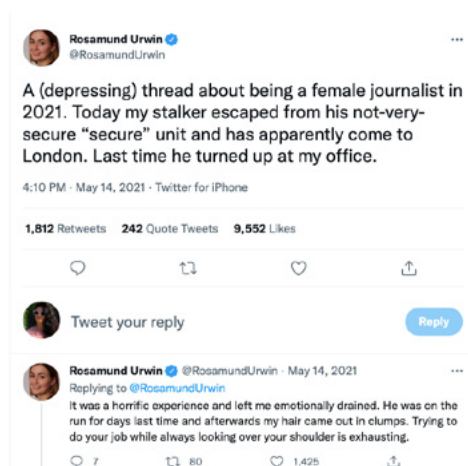 Rosamund Urwin
@RosamundUrwin
A (depressing) thread about being a female journalist in
2021. Today my stalker escaped from his not-very-
secure “secure” unit and has apparently come to
London. Last time he turned up at my office.
4:10 PM · May 14, 2021 · Twitter for iPhone
1,812 Retweets 242 Quote Tweets 9,552 Likes
Tweet your reply
Reply
Rosamund Urwin @RosamundUrwin · May 14, 2021
Replying to @RosamundUrwin
It was a horrific experience and left me emotionally drained. He was on the
run for days last time and afterwards my hair came out in clumps. Trying to
do your job while always looking over your shoulder is exhausting.
7 80 1,425